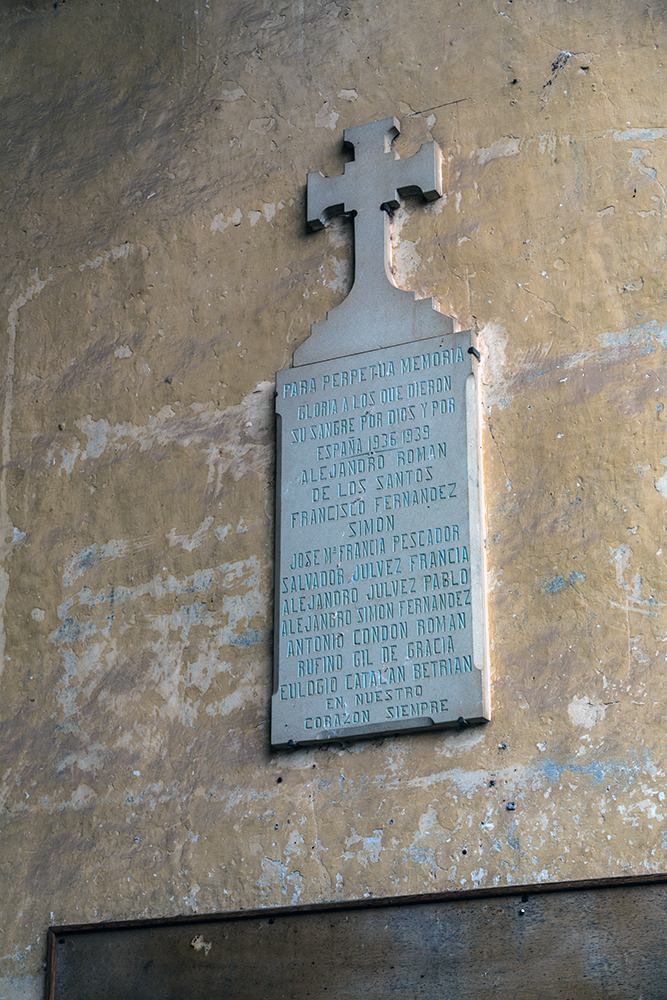 PARA PERPETUA MEMORIA
GLORIA A LOS QUE DIERON
SU SANGRE POR DIOS Y POR
ESPAÑA 1936 1939
ALEJANDRO ROMAN
DE LOS SANTOS
FRANCISCO FERNANDEZ
SIMON
JOSE Mª FRANCIA PESCADOR
SALVADOR JULVEZ FRANCIA
ALEJANDRO JULVEZ PABLO
ALEJANGRO SIMON FERNANDEZ
ANTONIO CONDON ROMAN
RUFINO GIL DE GRACIA
EULOGIO CATALAN BETRIAN
EN NUESTRO
CORAZON SIEMPRE